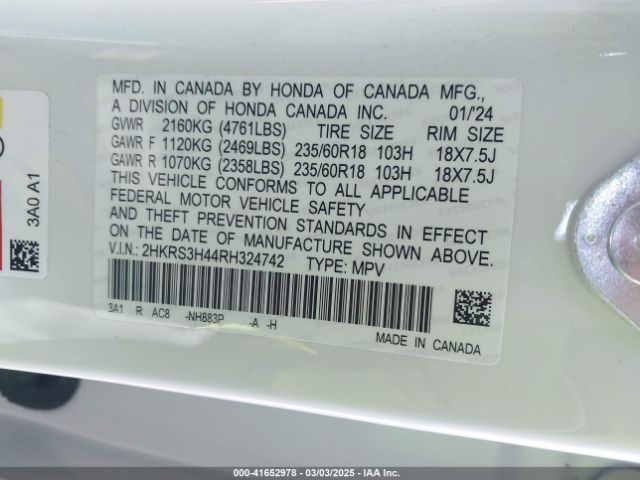 MFD. IN CANADA BY HONDA OF CANADA MFG.,
A DIVISION OF HONDA CANADA INC. 01/'24
GVWR 2160KG (4761LBS) TIRE SIZE RIM SIZE
GAWR F 1120KG (2469LBS) 235/60R18 103H 18X7.5J
GAWR R 1070KG (2358LBS) 235/60R18 103H 18X7.5J
THIS VEHICLE CONFORMS TO ALL APPLICABLE
FEDERAL MOTOR VEHICLE SAFETY
AND THEFT PREVENTION STANDARDS IN EFFECT
ON THE DATE OF MANUFACTURE SHOWN ABOVE.
V.I.N.: 2HKRS3H44RH324742 TYPE: MPV
3A1 R AC8 -NH883P -A -H
MADE IN CANADA
3A0 A1
000-41652978 - 03/03/2025 - IAA Inc.